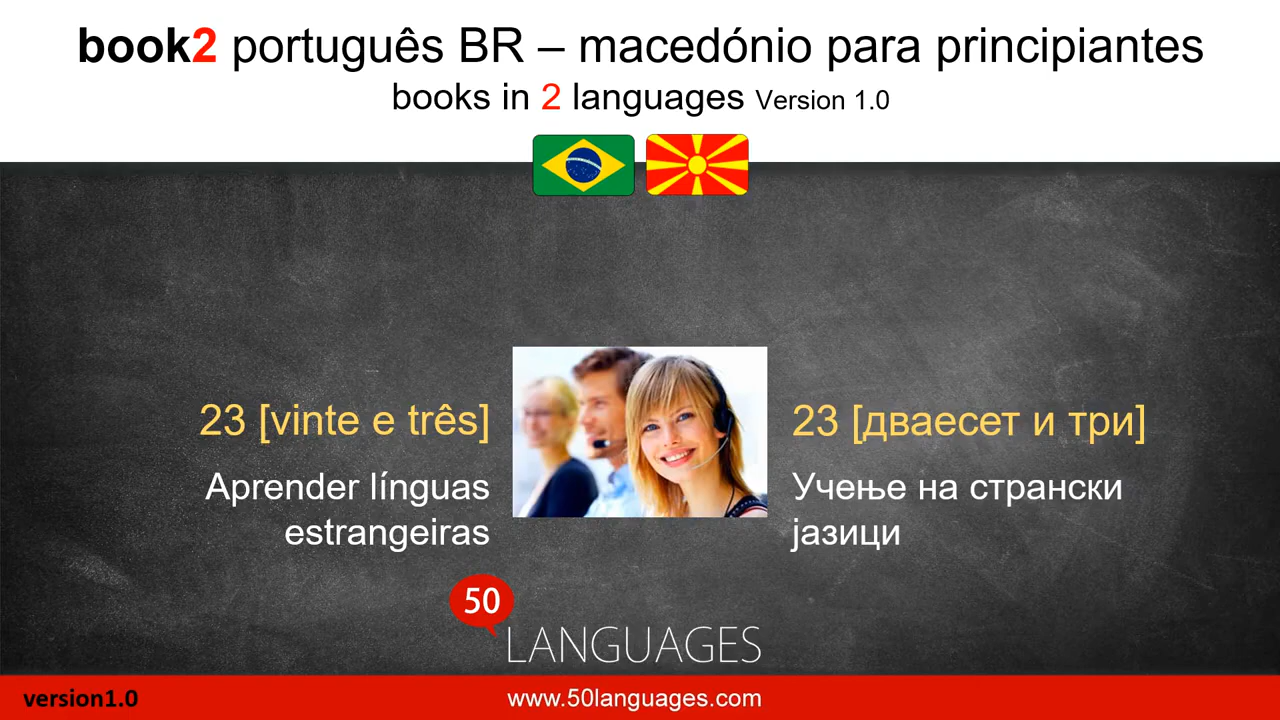 book2 português BR – macedónio para principiantes
books in 2 languages Version 1.0
23 [vinte e três]
Aprender línguas
estrangeiras
23 [дваесет и три]
Учење на странски
јазици
50
LANGUAGES
version1.0
www.50languages.com